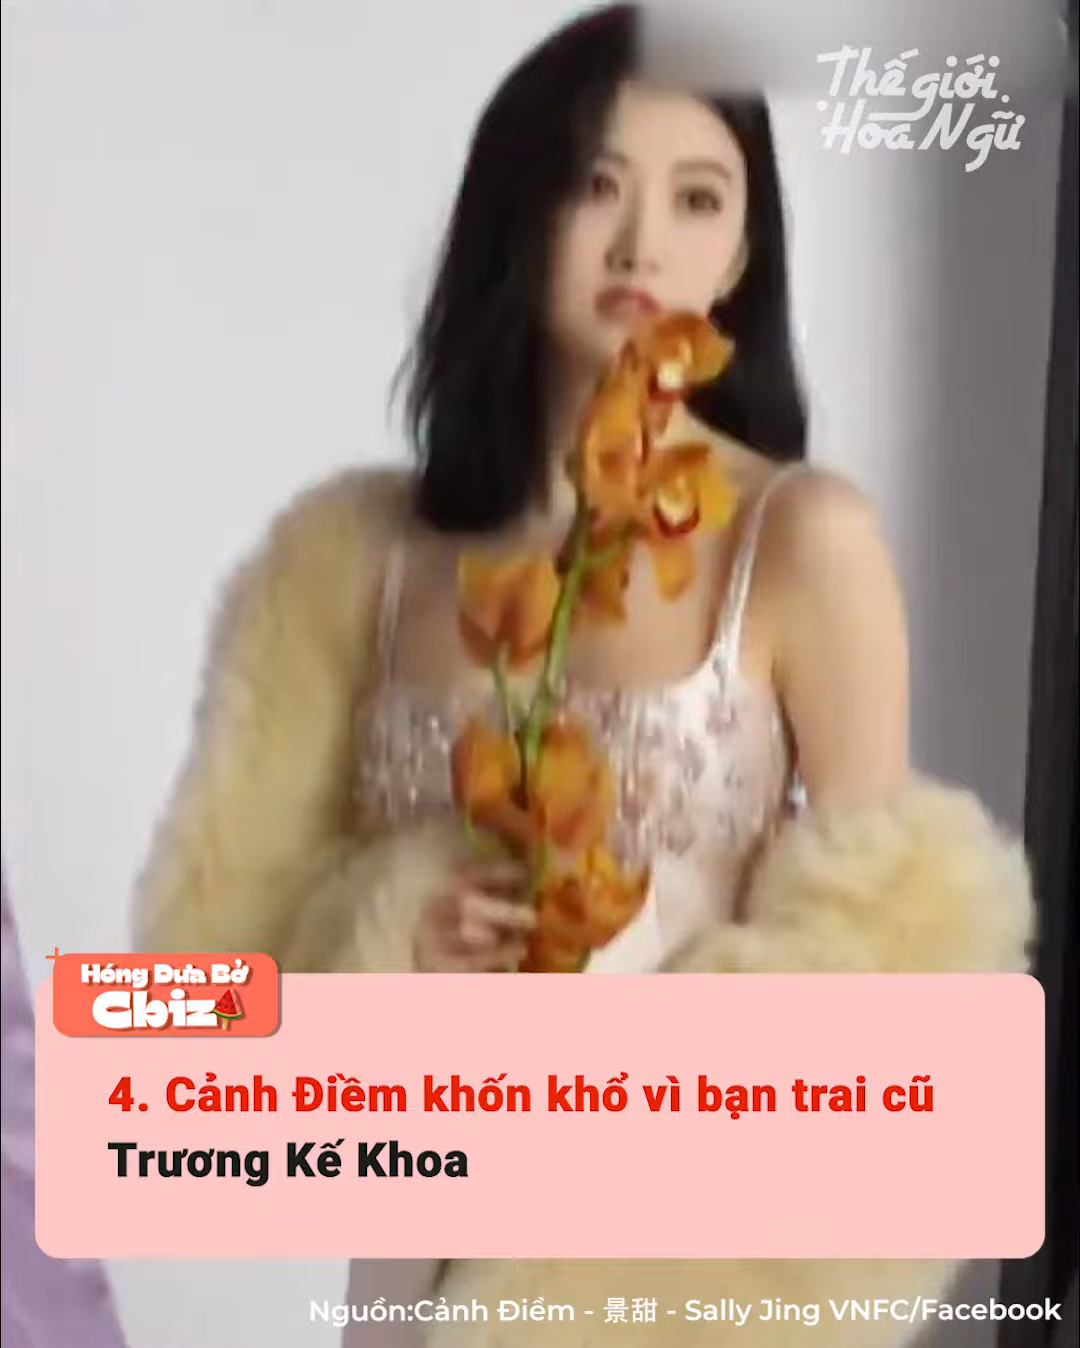 Thế giới
Hoa Ngữ
Hóng Dưa Bở
Cbiz
4. Cảnh Điềm khốn khổ vì bạn trai cũ
Trương Kế Khoa
Nguồn:Cảnh Điềm - 景甜 - Sally Jing VNFC/Facebook